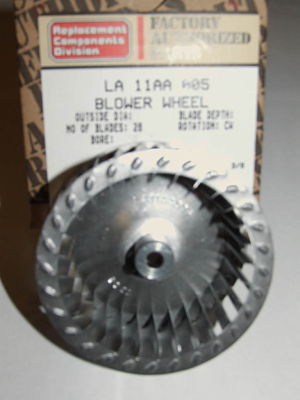 Replacement
Components
Division
FACTORY
AUTHORIZED
LA 11AA 005
BLOWER WHEEL
OUTSIDE DIA:
BLADE DEPTH:
NO OF BLADES: 28
ROTATION: CW
BORE: